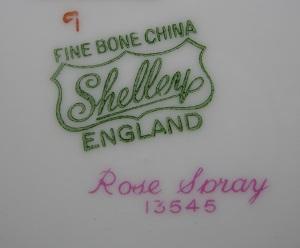 9
FINE BONE CHINA
Shelley
ENGLAND
Rose Spray
13545